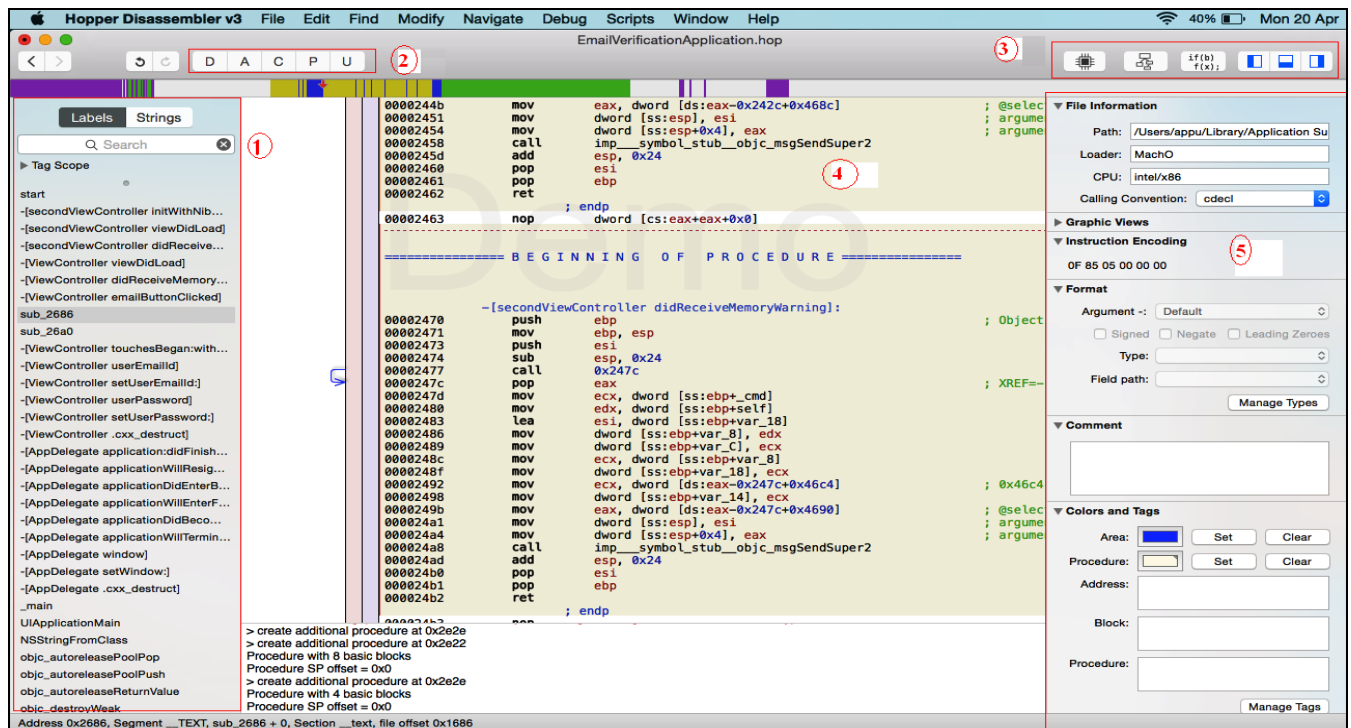 Hopper Disassembler v3 File Edit Find Modify Navigate Debug Scripts Window Help 40% Mon 20 Apr
EmailVerificationApplication.hop
D A C P U
2
3
if(b)
f(x);
Labels Strings
Search
1
Tag Scope
start
-[secondViewController initWithNib...
-[secondViewController viewDidLoad]
-[secondViewController didReceive...
-[ViewController viewDidLoad]
-[ViewController didReceiveMemory...
-[ViewController emailButtonClicked]
sub_2686
sub_26a0
-[ViewController touchesBegan:with...
-[ViewController userEmailId]
-[ViewController setUserEmailId:]
-[ViewController userPassword]
-[ViewController setUserPassword:]
-[ViewController .cxx_destruct]
-[AppDelegate application:didFinish...
-[AppDelegate applicationWillResig...
-[AppDelegate applicationDidEnterB...
-[AppDelegate applicationWillEnterF...
-[AppDelegate applicationDidBeco...
-[AppDelegate applicationWillTermin...
-[AppDelegate window]
-[AppDelegate setWindow:]
-[AppDelegate .cxx_destruct]
_main
UIApplicationMain
NSStringFromClass
objc_autoreleasePoolPop
objc_autoreleasePoolPush
objc_autoreleaseReturnValue
objc_destroyWeak
0000244b mov eax, dword [ds:eax-0x242c+0x468c] ; @selec
00002451 mov dword [ss:esp], esi ; argume
00002454 mov dword [ss:esp+0x4], eax ; argume
00002458 call imp___symbol_stub__objc_msgSendSuper2
0000245d add esp, 0x24
00002460 pop esi
00002461 pop ebp
00002462 ret
; endp
00002463 nop dword [cs:eax+eax+0x0]
4
Demo
================ B E G I N N I N G O F P R O C E D U R E ================
-[secondViewController didReceiveMemoryWarning]:
00002470 push ebp ; Object
00002471 mov ebp, esp
00002473 push esi
00002474 sub esp, 0x24
00002477 call 0x247c
0000247c pop eax ; XREF=-
0000247d mov ecx, dword [ss:ebp+_cmd]
00002480 mov edx, dword [ss:ebp+self]
00002483 lea esi, dword [ss:ebp+var_18]
00002486 mov dword [ss:ebp+var_8], edx
00002489 mov dword [ss:ebp+var_C], ecx
0000248c mov ecx, dword [ss:ebp+var_8]
0000248f mov dword [ss:ebp+var_18], ecx
00002492 mov ecx, dword [ds:eax-0x247c+0x46c4] ; 0x46c4
00002498 mov dword [ss:ebp+var_14], ecx
0000249b mov eax, dword [ds:eax-0x247c+0x4690] ; @selec
000024a1 mov dword [ss:esp], esi ; argume
000024a4 mov dword [ss:esp+0x4], eax ; argume
000024a8 call imp___symbol_stub__objc_msgSendSuper2
000024ad add esp, 0x24
000024b0 pop esi
000024b1 pop ebp
000024b2 ret
; endp
000024b3 nop
> create additional procedure at 0x2e2e
> create additional procedure at 0x2e22
Procedure with 8 basic blocks
Procedure SP offset = 0x0
> create additional procedure at 0x2e2e
Procedure with 4 basic blocks
Procedure SP offset = 0x0
File Information
Path: /Users/appu/Library/Application Su
Loader: MachO
CPU: intel/x86
Calling Convention: cdecl
Graphic Views
Instruction Encoding
5
0F 85 05 00 00 00
Format
Argument -: Default
Signed Negate Leading Zeroes
Type:
Field path:
Manage Types
Comment
Colors and Tags
Area: Set Clear
Procedure: Set Clear
Address:
Block:
Procedure:
Manage Tags
Address 0x2686, Segment __TEXT, sub_2686 + 0, Section __text, file offset 0x1686